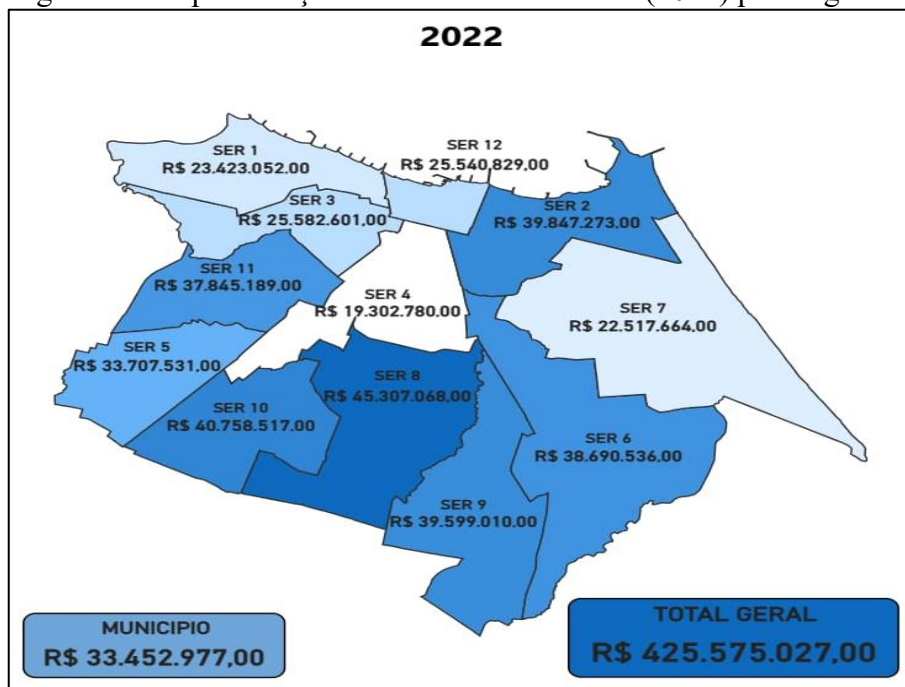 2022
SER 1
R$ 23.423.052,00
SER 12
R$ 25.540.829,00
SER 3
R$ 25.582.601,00
SER 2
R$ 39.847.273,00
SER 11
R$ 37.845.189,00
SER 4
R$ 19.302.780,00
SER 7
R$ 22.517.664,00
SER 5
R$ 33.707.531,00
SER 8
R$ 45.307.068,00
SER 10
R$ 40.758.517,00
SER 6
R$ 38.690.536,00
SER 9
R$ 39.599.010,00
MUNICIPIO
R$ 33.452.977,00
TOTAL GERAL
R$ 425.575.027,00